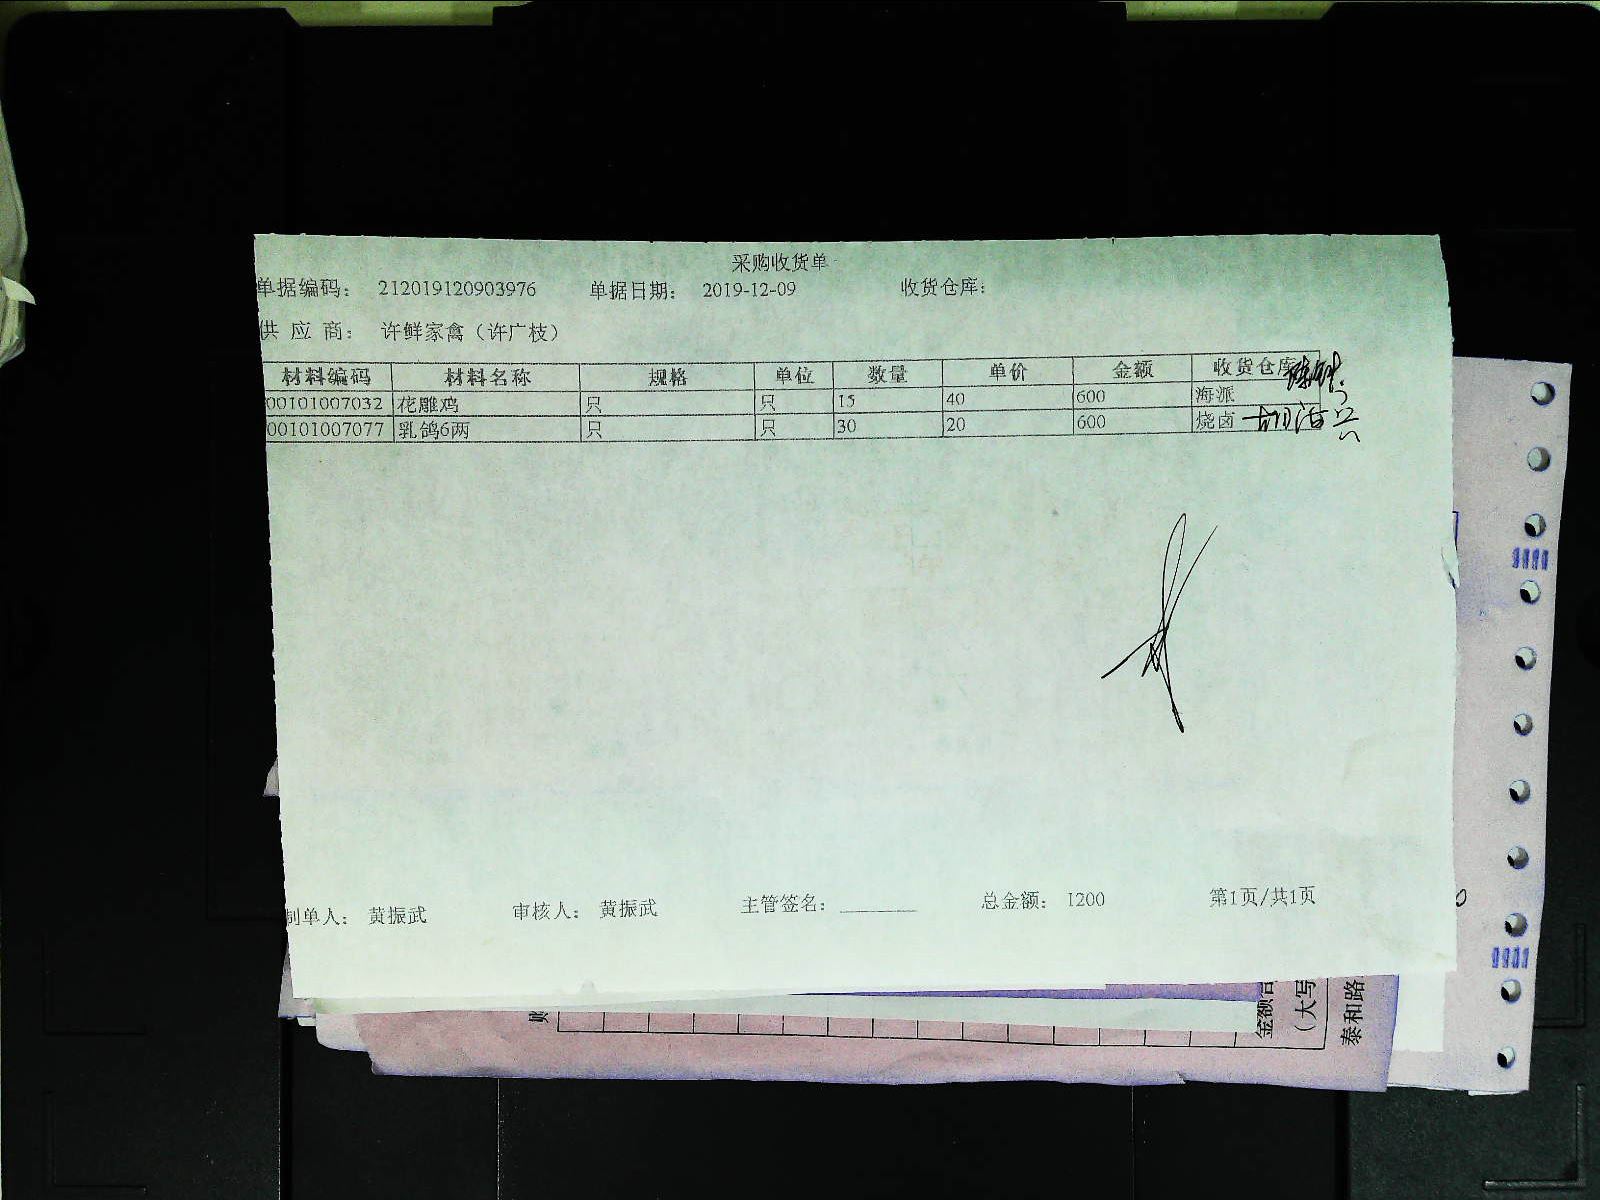 采购收货单
单据编码： 212019120903976 单据日期： 2019-12-09 收货仓库：
供 应 商： 许鲜家禽（许广枝）
材料编码 材料名称 规格 单位 数量 单价 金额 收货仓库
00101007032 花雕鸡 只 只 15 40 600 海派
00101007077 乳鸽6两 只 只 30 20 600 烧卤
制单人： 黄振武 审核人： 黄振武 主管签名： 总金额： 1200 第1页/共1页
（大写
泰和路